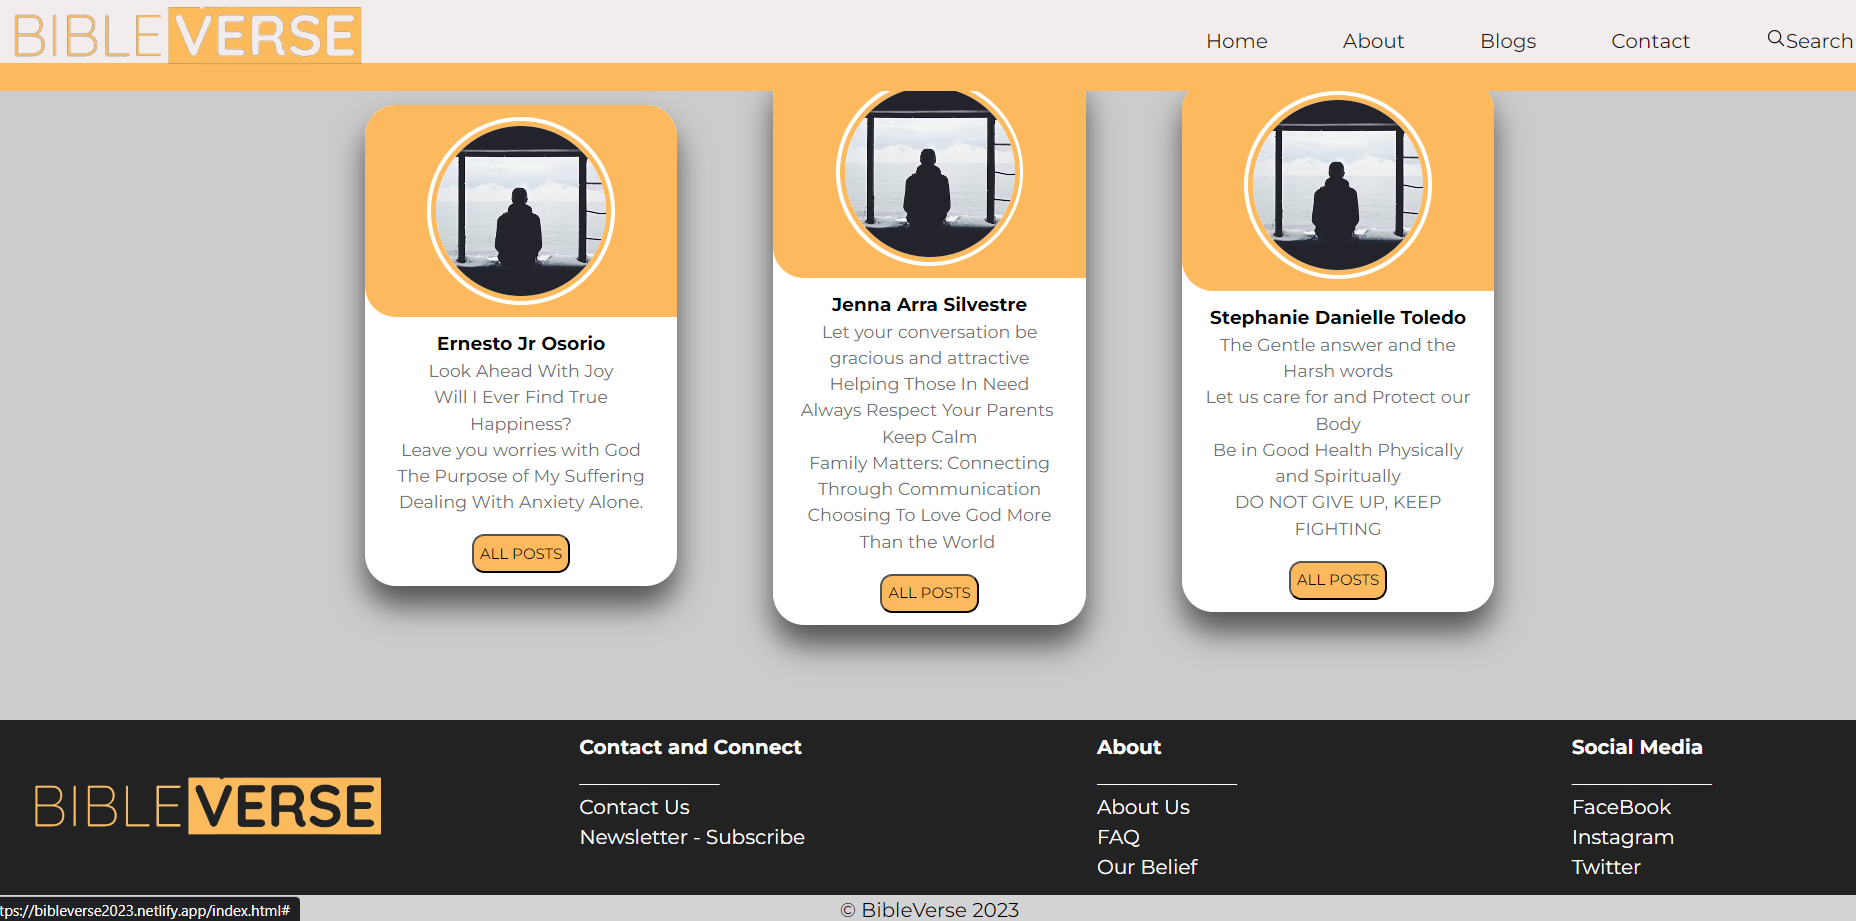 BIBLEVERSE
Home
About
Blogs
Contact
Search
Ernesto Jr Osorio
Look Ahead With Joy
Will I Ever Find True
Happiness?
Leave you worries with God
The Purpose of My Suffering
Dealing With Anxiety Alone.
ALL POSTS
Jenna Arra Silvestre
Let your conversation be
gracious and attractive
Helping Those In Need
Always Respect Your Parents
Keep Calm
Family Matters: Connecting
Through Communication
Choosing To Love God More
Than the World
ALL POSTS
Stephanie Danielle Toledo
The Gentle answer and the
Harsh words
Let us care for and Protect our
Body
Be in Good Health Physically
and Spiritually
DO NOT GIVE UP, KEEP
FIGHTING
ALL POSTS
BIBLEVERSE
Contact and Connect
Contact Us
Newsletter - Subscribe
About
About Us
FAQ
Our Belief
Social Media
FaceBook
Instagram
Twitter
tps://bibleverse2023.netlify.app/index.html#
© BibleVerse 2023